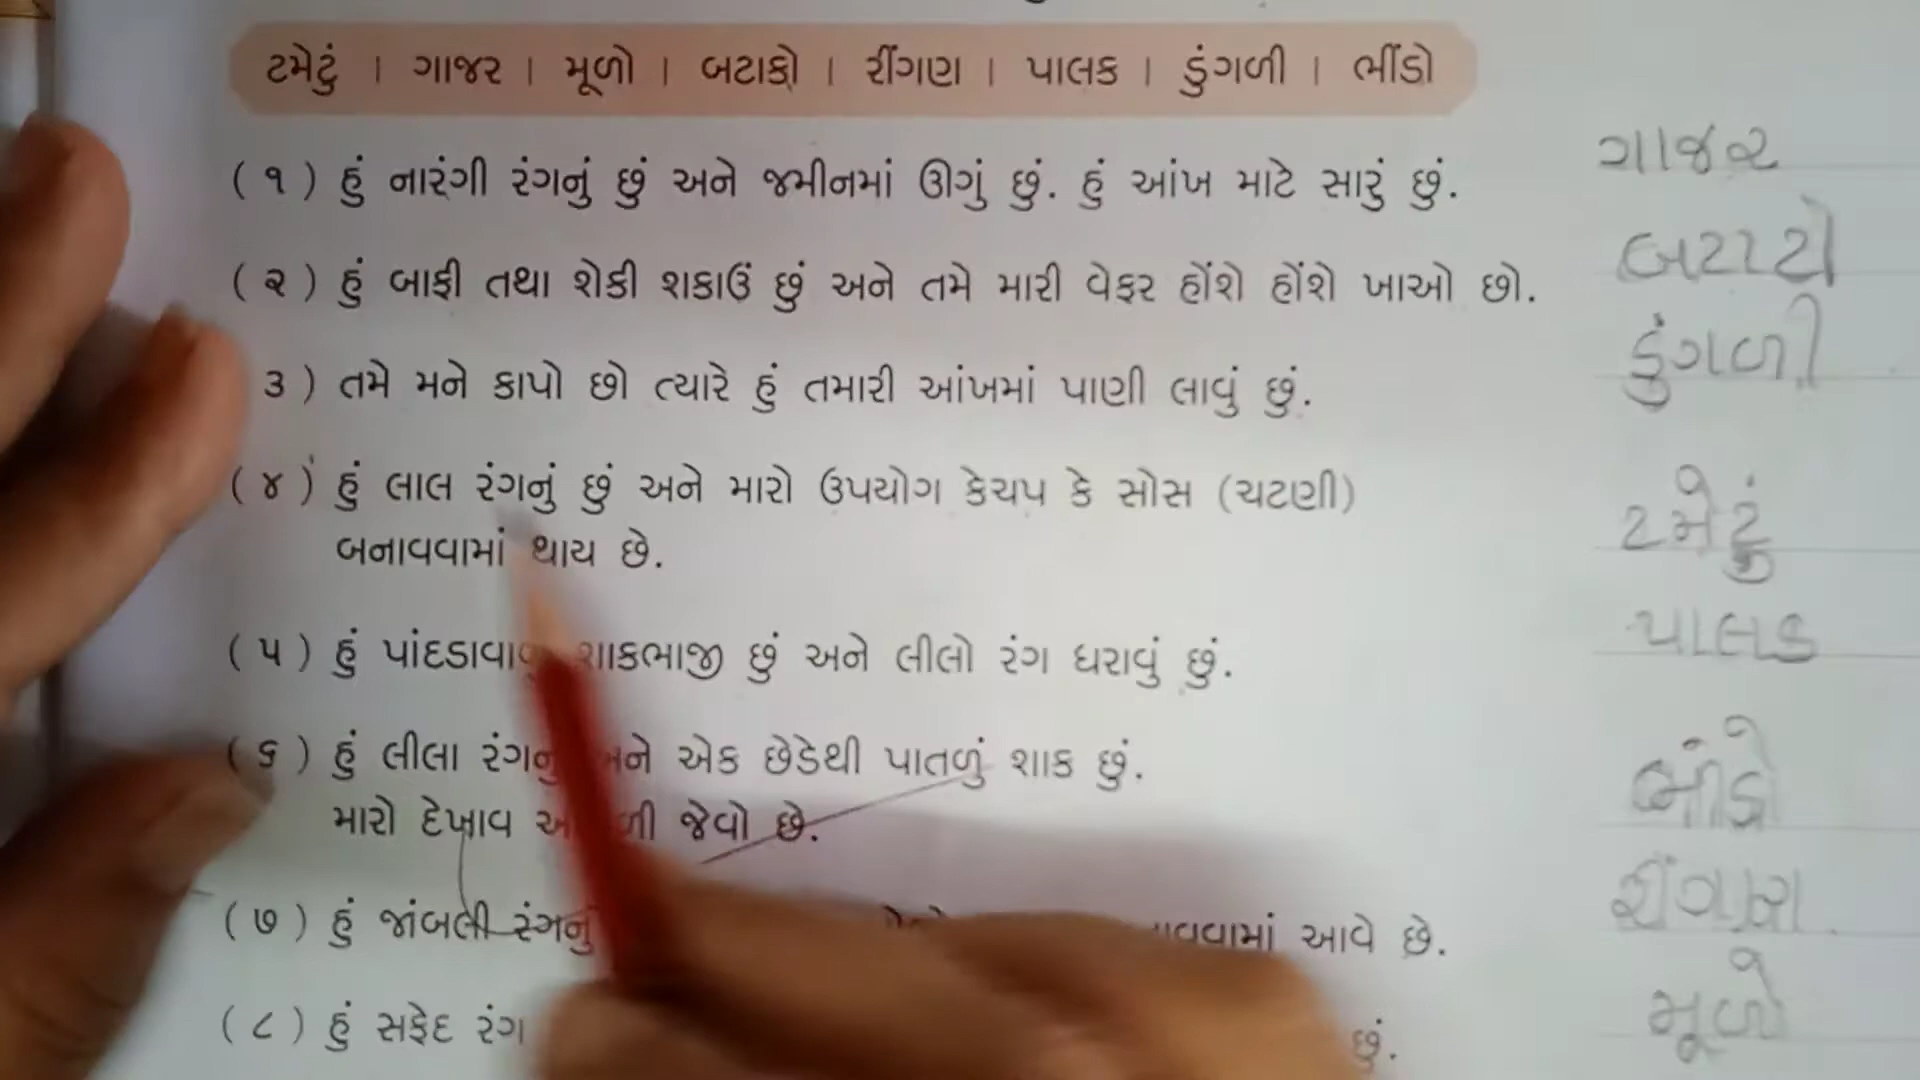 ટમેટું | ગાજર | મૂળો | બટાકો | રીંગણ | પાલક | ડુંગળી | ભીંડો
(૧) હું નારંગી રંગનું છું અને જમીનમાં ઊગું છું. હું આંખ માટે સારું છું. ગાજર
(૨) હું બાફી તથા શેકી શકાઉં છું અને તમે મારી વેફર હોંશે હોંશે ખાઓ છો. બટાટો
૩) તમે મને કાપો છો ત્યારે હું તમારી આંખમાં પાણી લાવું છું. ડુંગળી
(૪) હું લાલ રંગનું છું અને મારો ઉપયોગ કેચપ કે સોસ (ચટણી) ટમેટું
બનાવવામાં થાય છે.
(૫) હું શાકભાજી છું અને લીલો રંગ ધરાવું છું. પાલક
(૬) હું લીલા રંગનું અને એક છેડેથી પાતળું શાક છું. ભીંડો
મારો દેખાવ જેવો છે.
(૭) હું જાંબલી રંગનું આવે છે. રીંગણ
(૮) હું સફેદ રંગ છું. મૂળો